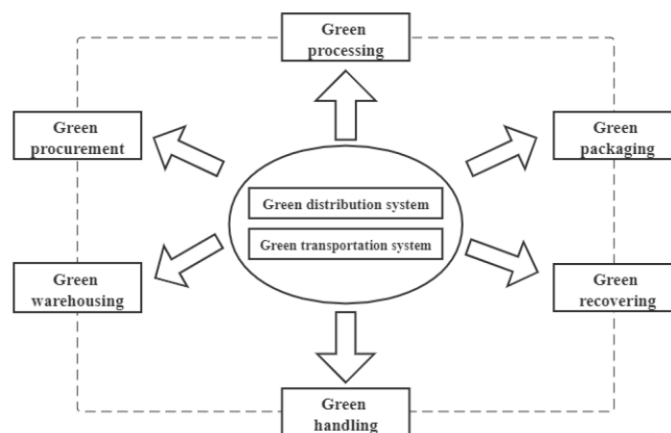 Green
processing
Green
procurement
Green
packaging
Green distribution system
Green transportation system
Green
warehousing
Green
recovering
Green
handling